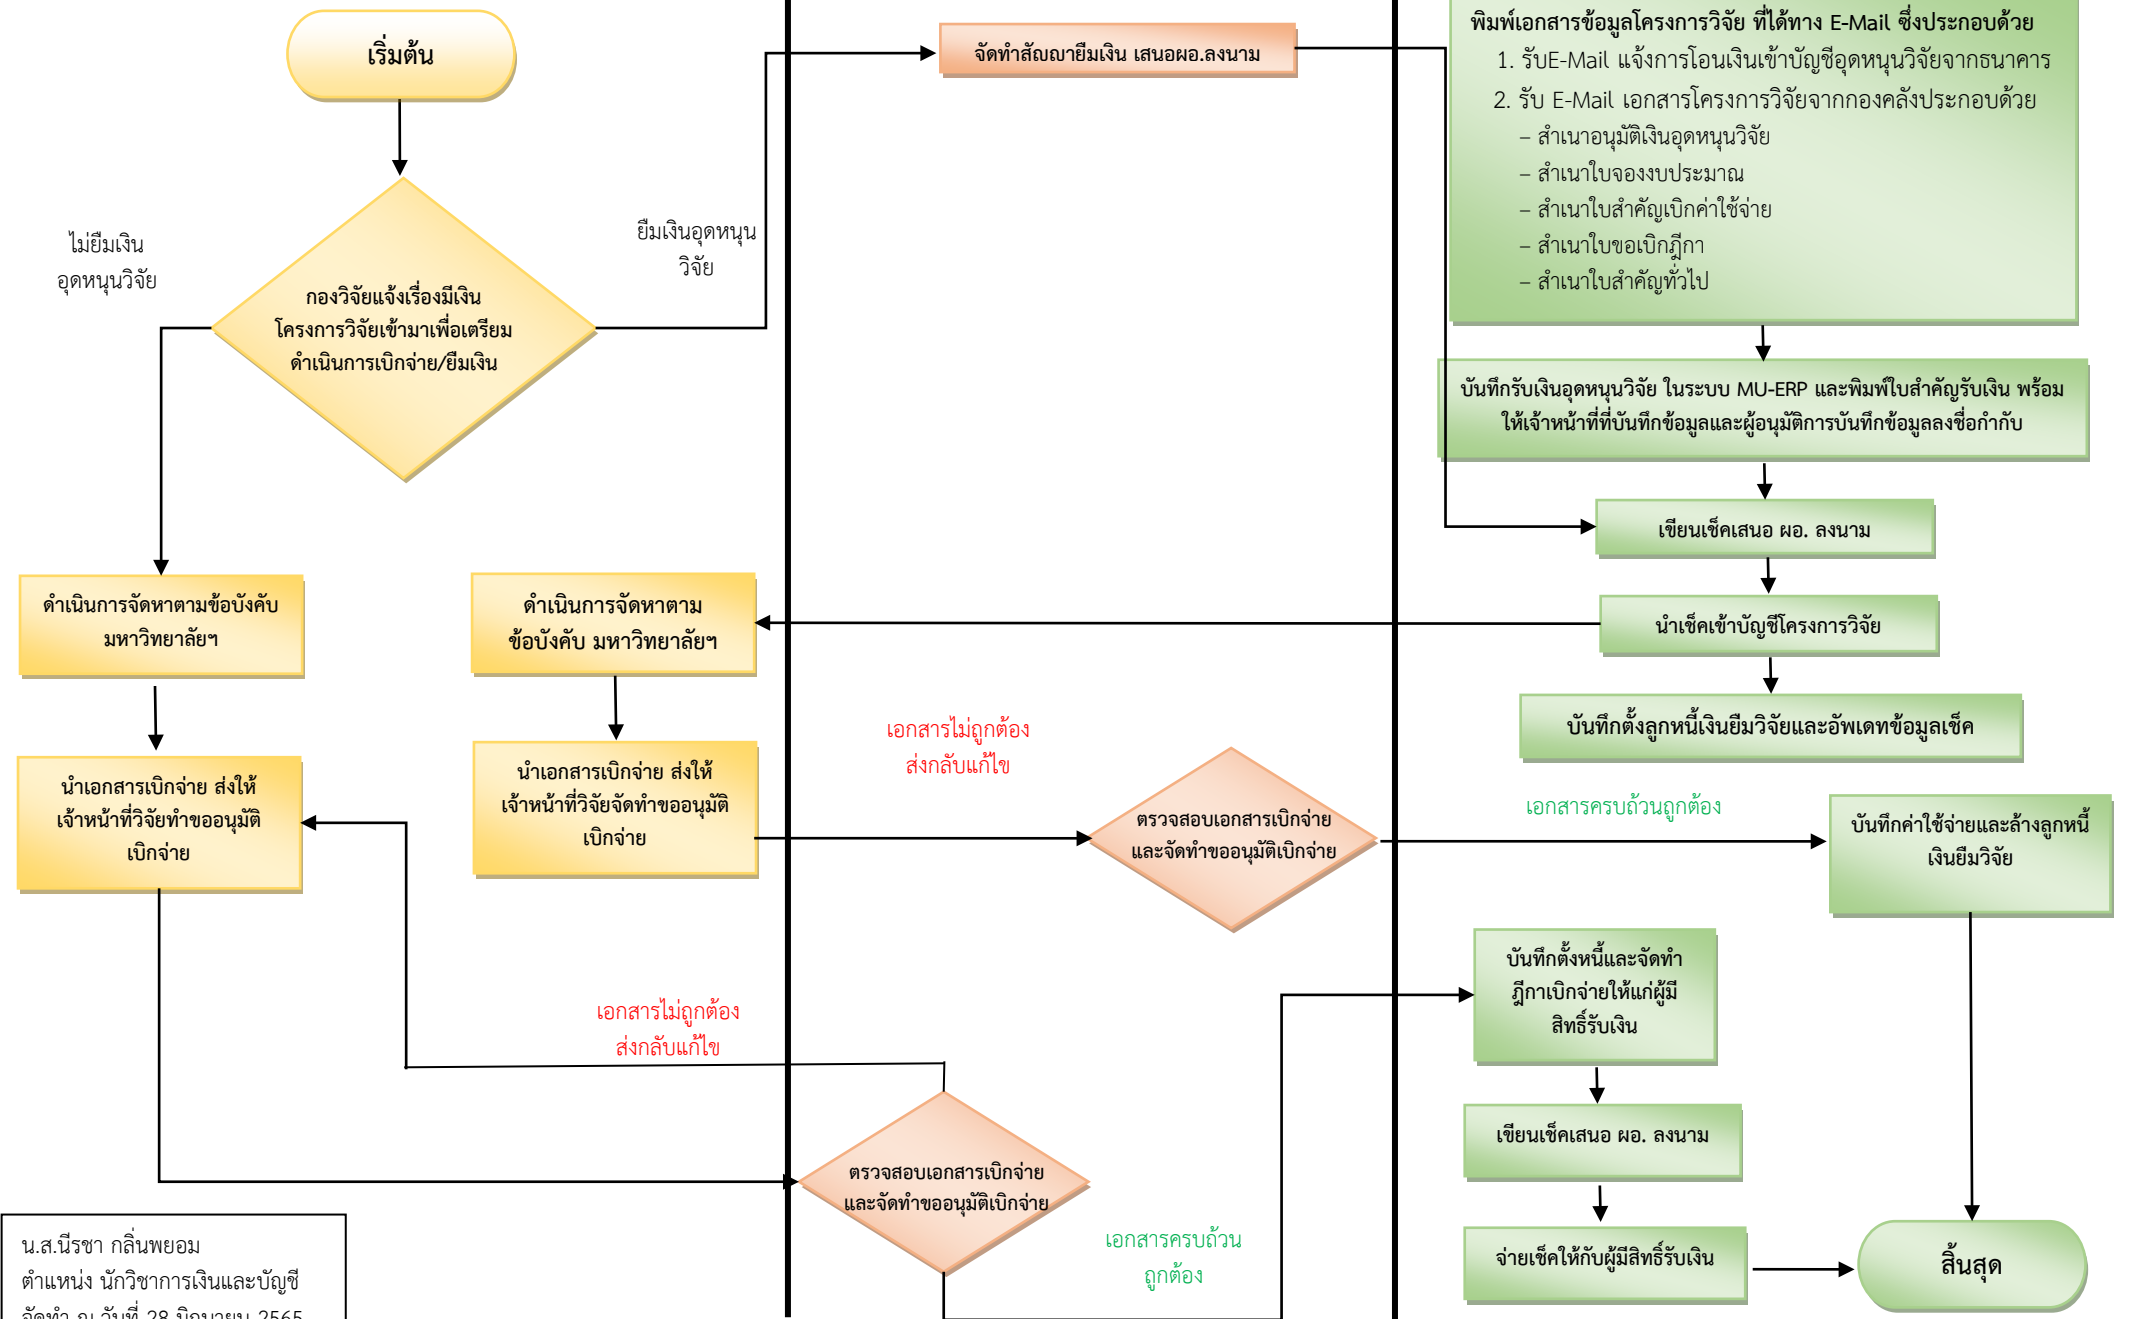 เริ่มต้น
จัดทำสัญญายืมเงิน เสนอผอ.ลงนาม
พิมพ์เอกสารข้อมูลโครงการวิจัย ที่ได้ทาง E-Mail ซึ่งประกอบด้วย
1. รับE-Mail แจ้งการโอนเงินเข้าบัญชีอุดหนุนวิจัยจากธนาคาร
2. รับ E-Mail เอกสารโครงการวิจัยจากกองคลังประกอบด้วย
– สำเนาอนุมัติเงินอุดหนุนวิจัย
– สำเนาใบจองงบประมาณ
– สำเนาใบสำคัญเบิกค่าใช้จ่าย
– สำเนาใบขอเบิกฎีกา
– สำเนาใบสำคัญทั่วไป
ไม่ยืมเงิน
อุดหนุนวิจัย
ยืมเงินอุดหนุน
วิจัย
กองวิจัยแจ้งเรื่องมีเงิน
โครงการวิจัยเข้ามาเพื่อเตรียม
ดำเนินการเบิกจ่าย/ยืมเงิน
บันทึกรับเงินอุดหนุนวิจัย ในระบบ MU-ERP และพิมพ์ใบสำคัญรับเงิน พร้อม
ให้เจ้าหน้าที่ที่บันทึกข้อมูลและผู้อนุมัติการบันทึกข้อมูลลงชื่อกำกับ
เขียนเช็คเสนอ ผอ. ลงนาม
ดำเนินการจัดหาตามข้อบังคับ
มหาวิทยาลัยฯ
ดำเนินการจัดหาตาม
ข้อบังคับ มหาวิทยาลัยฯ
นำเช็คเข้าบัญชีโครงการวิจัย
บันทึกตั้งลูกหนี้เงินยืมวิจัยและอัพเดทข้อมูลเช็ค
เอกสารไม่ถูกต้อง
ส่งกลับแก้ไข
นำเอกสารเบิกจ่าย ส่งให้
เจ้าหน้าที่วิจัยทำขออนุมัติ
เบิกจ่าย
นำเอกสารเบิกจ่าย ส่งให้
เจ้าหน้าที่วิจัยจัดทำขออนุมัติ
เบิกจ่าย
ตรวจสอบเอกสารเบิกจ่าย
และจัดทำขออนุมัติเบิกจ่าย
เอกสารครบถ้วนถูกต้อง
บันทึกค่าใช้จ่ายและล้างลูกหนี้
เงินยืมวิจัย
บันทึกตั้งหนี้และจัดทำ
ฎีกาเบิกจ่ายให้แก่ผู้มี
สิทธิ์รับเงิน
เอกสารไม่ถูกต้อง
ส่งกลับแก้ไข
เขียนเช็คเสนอ ผอ. ลงนาม
ตรวจสอบเอกสารเบิกจ่าย
และจัดทำขออนุมัติเบิกจ่าย
เอกสารครบถ้วน
ถูกต้อง
จ่ายเช็คให้กับผู้มีสิทธิ์รับเงิน
สิ้นสุด
น.ส.นีรชา กลิ่นพยอม
ตำแหน่ง นักวิชาการเงินและบัญชี
จัดทำ ณ วันที่ 28 มิถุนายน 2565